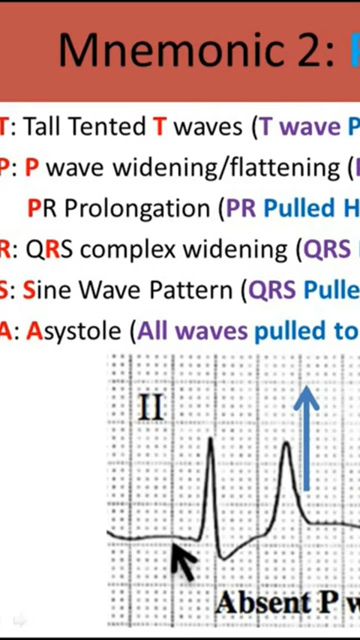 Mnemonic 2:
T: Tall Tented T waves (T wave P
P: P wave widening/flattening (
PR Prolongation (PR Pulled H
R: QRS complex widening (QRS
S: Sine Wave Pattern (QRS Pulle
A: Asystole (All waves pulled to
II
Absent P w